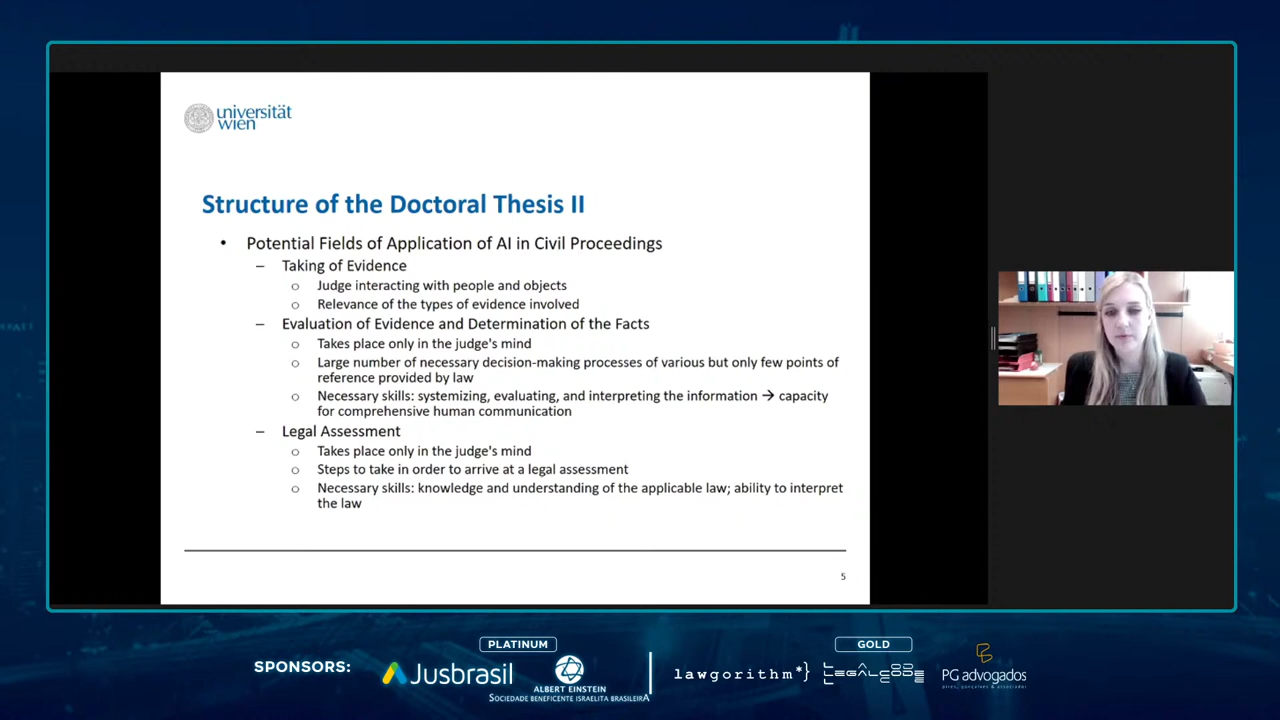 universität
wien
Structure of the Doctoral Thesis II
• Potential Fields of Application of AI in Civil Proceedings
– Taking of Evidence
o Judge interacting with people and objects
o Relevance of the types of evidence involved
– Evaluation of Evidence and Determination of the Facts
o Takes place only in the judge's mind
o Large number of necessary decision-making processes of various but only few points of
reference provided by law
o Necessary skills: systemizing, evaluating, and interpreting the information → capacity
for comprehensive human communication
– Legal Assessment
o Takes place only in the judge's mind
o Steps to take in order to arrive at a legal assessment
o Necessary skills: knowledge and understanding of the applicable law; ability to interpret
the law
5
SPONSORS:
PLATINUM
Jusbrasil
ALBERT EINSTEIN
SOCIEDADE BENEFICENTE ISRAELITA BRASILEIRA
GOLD
lawgorithm*}
LEGALCODE
PG advogados